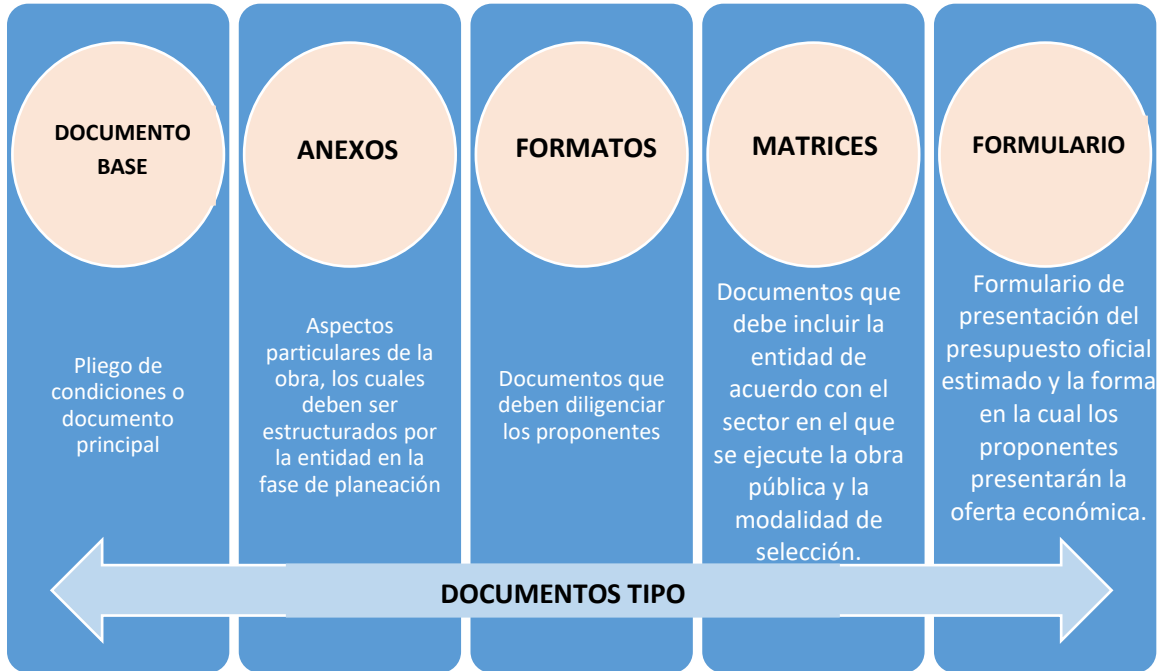 DOCUMENTO
BASE
Pliego de
condiciones o
documento
principal
ANEXOS
Aspectos
particulares de la
obra, los cuales
deben ser
estructurados por
la entidad en la
fase de planeación
FORMATOS
Documentos que
deben diligenciar
los proponentes
MATRICES
Documentos que
debe incluir la
entidad de
acuerdo con el
sector en el que
se ejecute la obra
pública y la
modalidad de
selección.
FORMULARIO
Formulario de
presentación del
presupuesto oficial
estimado y la forma
en la cual los
proponentes
presentarán la
oferta económica.
DOCUMENTOS TIPO